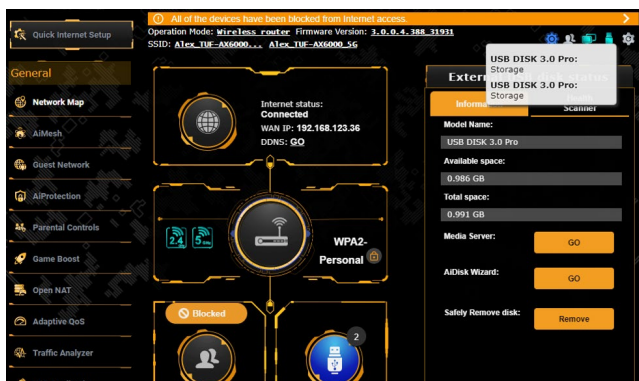 All of the devices have been blocked from Internet access.
Quick Internet Setup
Operation Mode: Wireless router Firmware Version: 3.0.0.4.388_31931
SSID: Alex_TUF-AX6000... Alex_TUF-AX6000_5G
USB DISK 3.0 Pro:
Storage
USB DISK 3.0 Pro:
Storage
General
Network Map
AiMesh
Guest Network
AiProtection
Parental Controls
Game Boost
Open NAT
Adaptive QoS
Traffic Analyzer
Internet status:
Connected
WAN IP: 192.168.123.36
DDNS: GO
2.4 GHz
5 GHz
WPA2-
Personal
Blocked
2
Scanner
Model Name:
USB DISK 3.0 Pro
Available space:
0.986 GB
Total space:
0.991 GB
Media Server:
GO
AiDisk Wizard:
GO
Safely Remove disk:
Remove